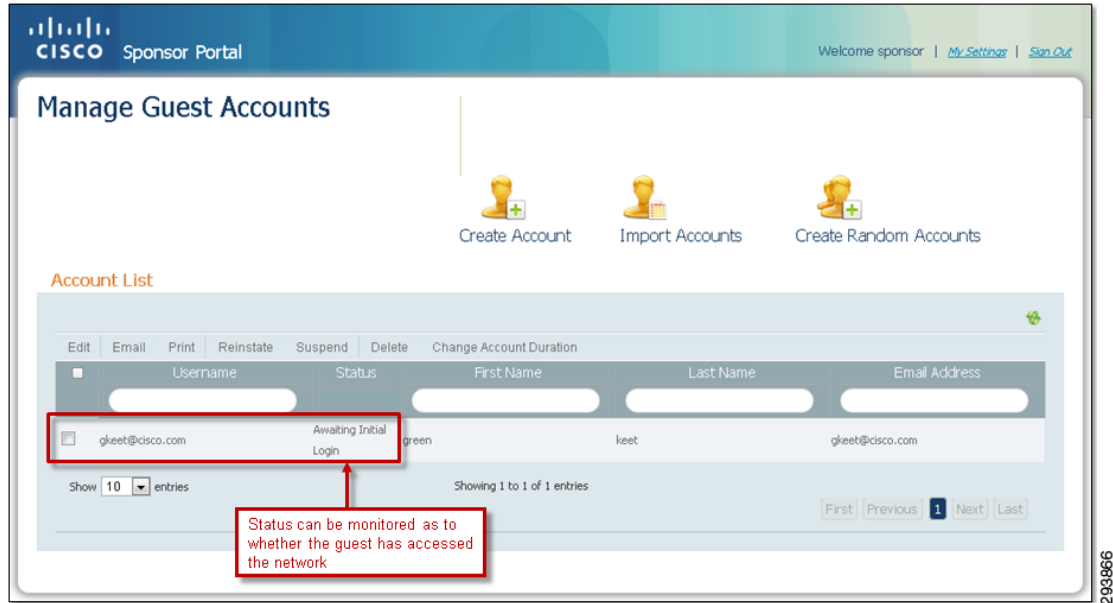 CISCO Sponsor Portal
Welcome sponsor | My Settings | Sign Out
Manage Guest Accounts
Create Account Import Accounts Create Random Accounts
Account List
Edit Email Print Reinstate Suspend Delete Change Account Duration
Username Status First Name Last Name Email Address
gkeet@cisco.com Awaiting Initial Login green keet gkeet@cisco.com
Show 10 entries Showing 1 to 1 of 1 entries
First Previous 1 Next Last
Status can be monitored as to
whether the guest has accessed
the network
293866